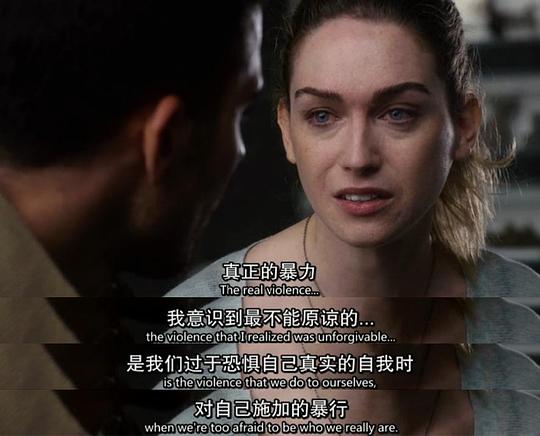 真正的暴力
The real violence...
我意识到最不能原谅的...
the violence that I realized was unforgivable...
是我们过于恐惧自己真实的自我时
is the violence that we do to ourselves,
对自己施加的暴行
when we're too afraid to be who we really are.